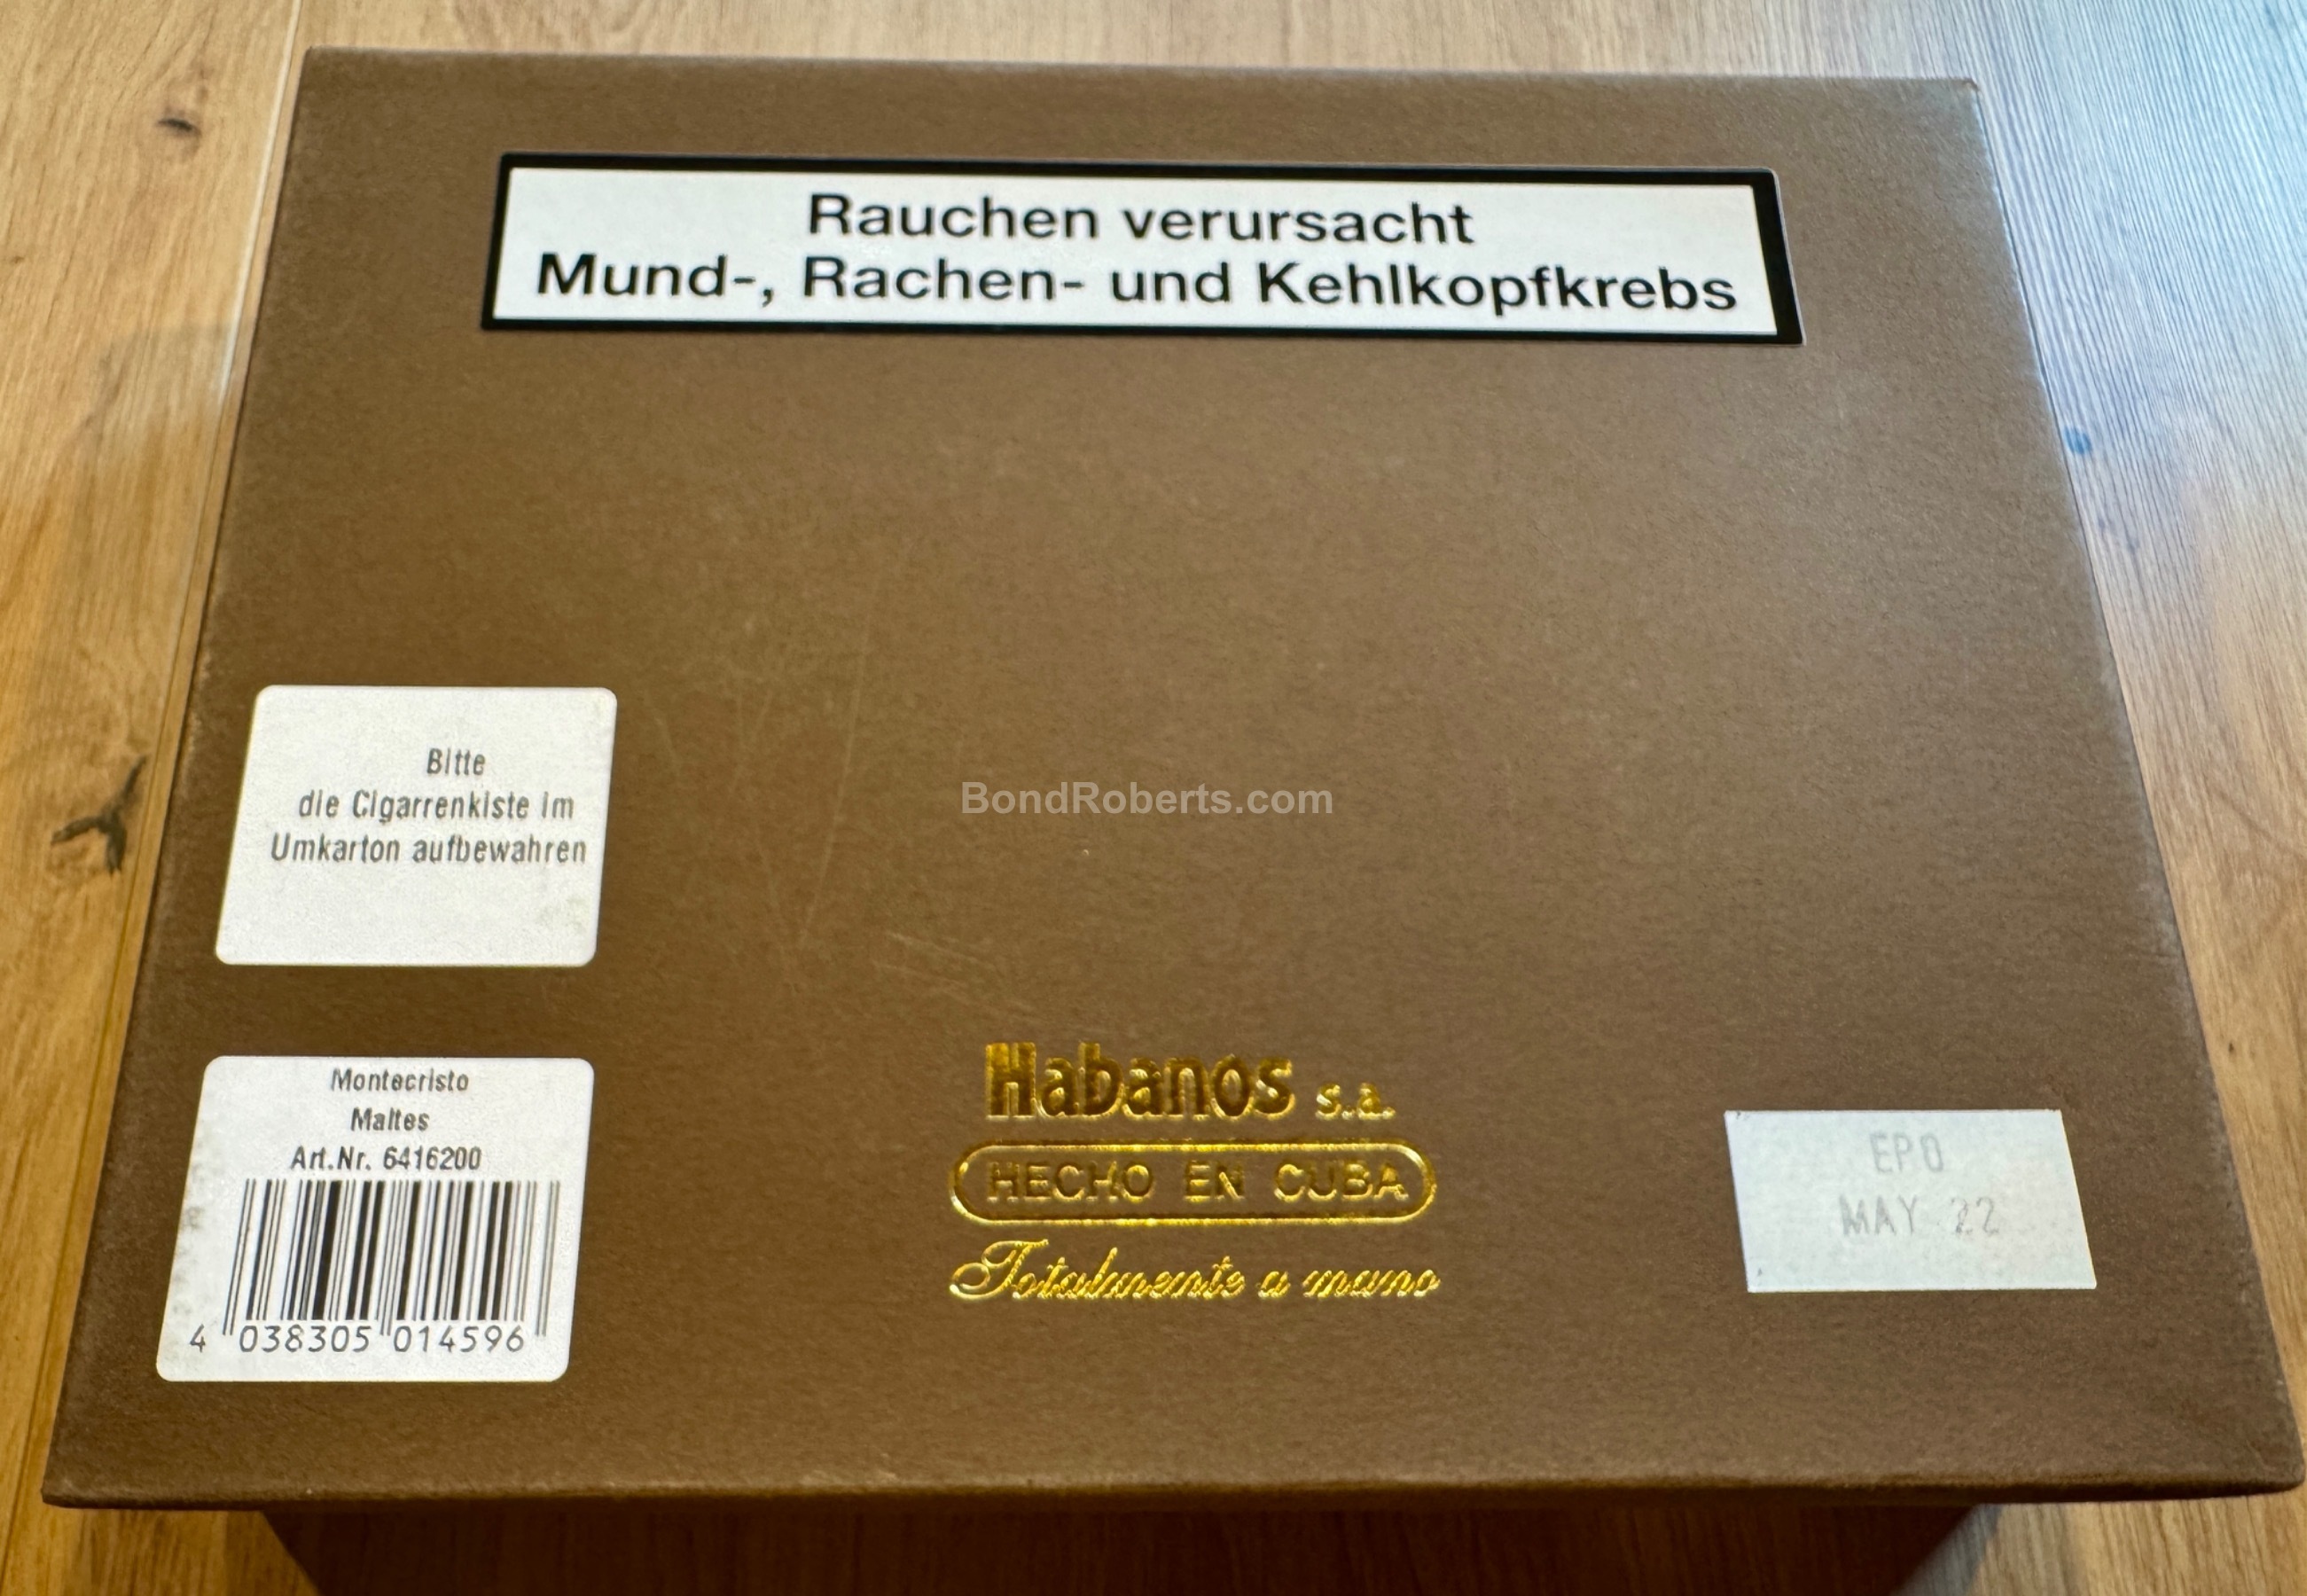 Rauchen verursacht
Mund-, Rachen- und Kehlkopfkrebs
Bitte
die Cigarrenkiste im
Umkarton aufbewahren
BondRoberts.com
Montecristo
Maltes
Art.Nr. 6416200
4 038305 014596
Habanos s.a.
HECHO EN CUBA
Totalmente a mano
EPO
MAY 22